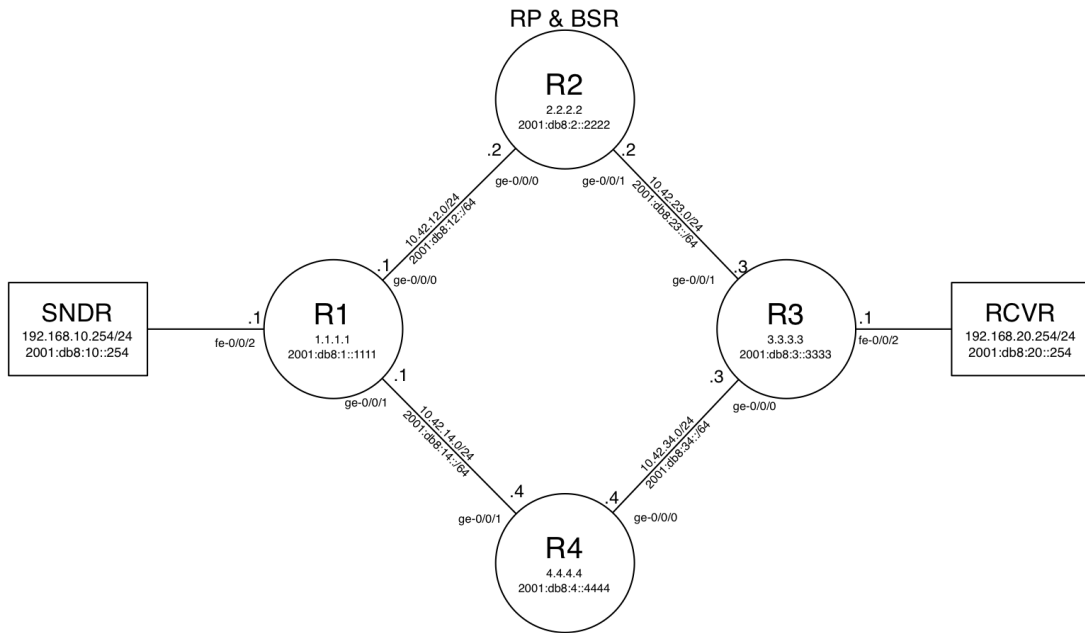 RP & BSR
R2
2.2.2.2
2001:db8:2::2222
.2
.2
ge-0/0/0
ge-0/0/1
10.42.12.0/24
2001:db8:12::/64
10.42.23.0/24
2001:db8:23::/64
.1
ge-0/0/0
ge-0/0/1
.3
SNDR
192.168.10.254/24
2001:db8:10::254
.1
fe-0/0/2
R1
1.1.1.1
2001:db8:1::1111
R3
3.3.3.3
2001:db8:3::3333
.1
fe-0/0/2
RCVR
192.168.20.254/24
2001:db8:20::254
.1
ge-0/0/1
.3
ge-0/0/0
10.42.14.0/24
2001:db8:14::/64
10.42.34.0/24
2001:db8:34::/64
.4
ge-0/0/1
.4
ge-0/0/0
R4
4.4.4.4
2001:db8:4::4444